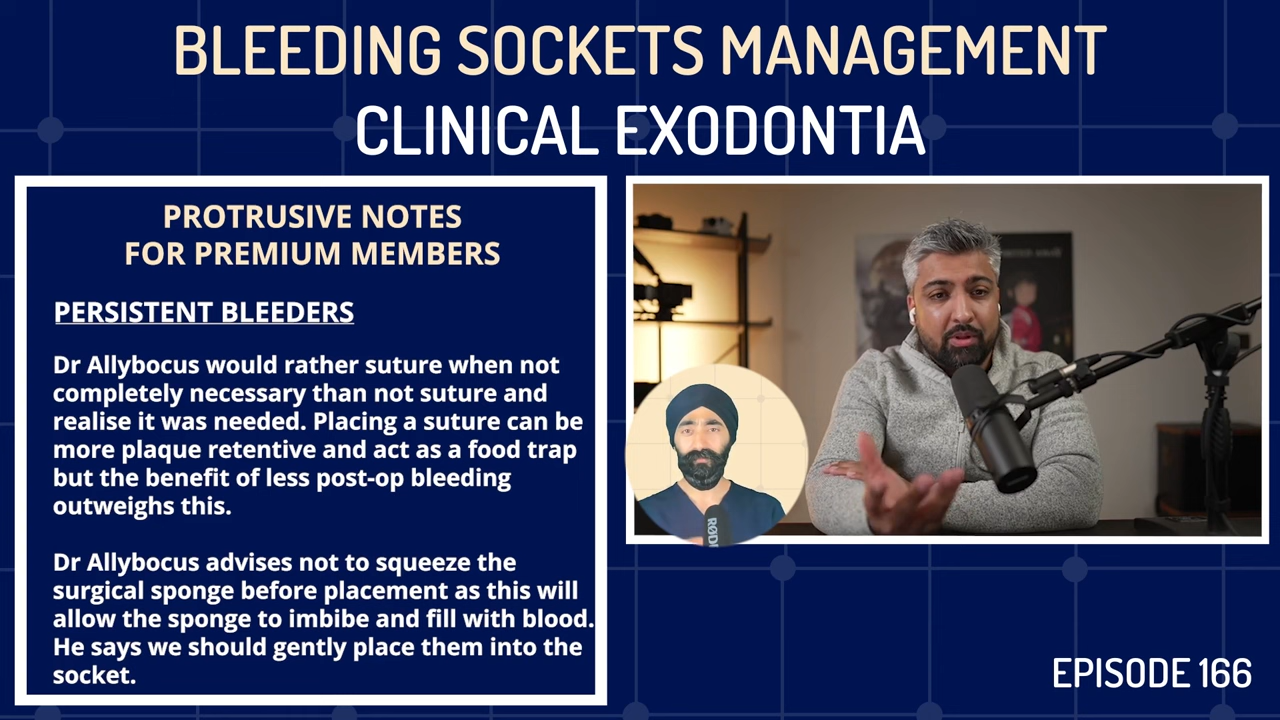 BLEEDING SOCKETS MANAGEMENT
CLINICAL EXODONTIA
PROTRUSIVE NOTES
FOR PREMIUM MEMBERS
PERSISTENT BLEEDERS
Dr Allybocus would rather suture when not
completely necessary than not suture and
realise it was needed. Placing a suture can be
more plaque retentive and act as a food trap
but the benefit of less post-op bleeding
outweighs this.
Dr Allybocus advises not to squeeze the
surgical sponge before placement as this will
allow the sponge to imbibe and fill with blood.
He says we should gently place them into the
socket.
EPISODE 166